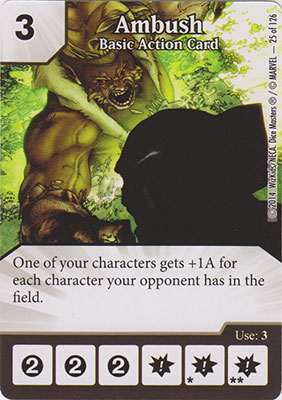 3
Ambush
Basic Action Card
© 2014 WizKids/NECA. Dice Masters ® / © MARVEL — 25 of 126
One of your characters gets +1A for
each character your opponent has in the
field.
Use: 3
2 2 2 ! ! !
* **